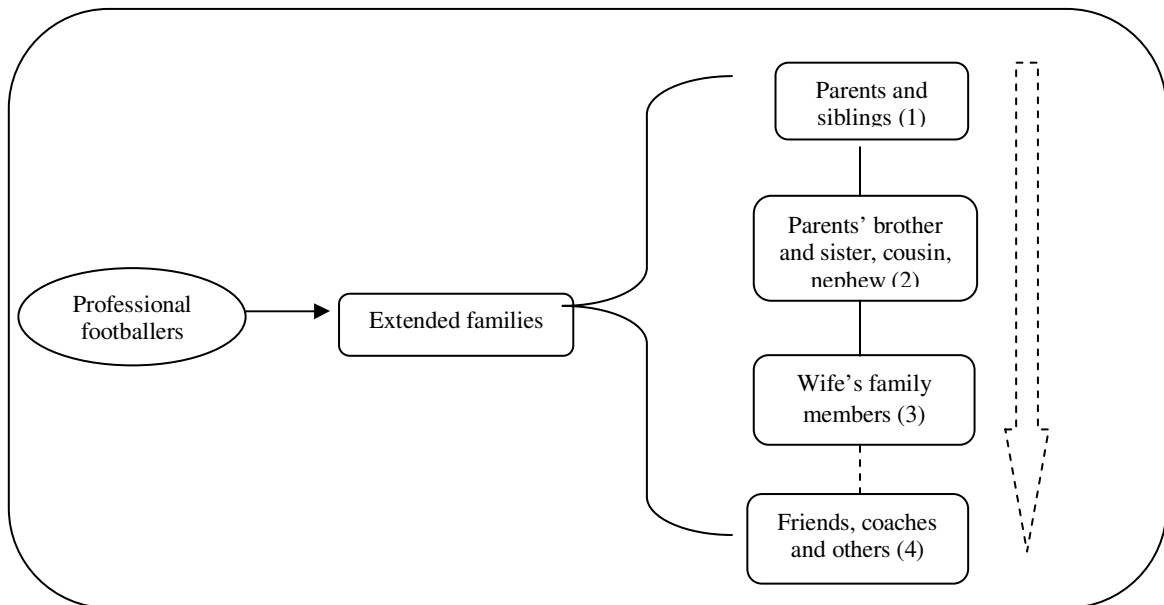 Professional
footballers
Extended families
Parents and
siblings (1)
Parents’ brother
and sister, cousin,
nephew (2)
Wife’s family
members (3)
Friends, coaches
and others (4)